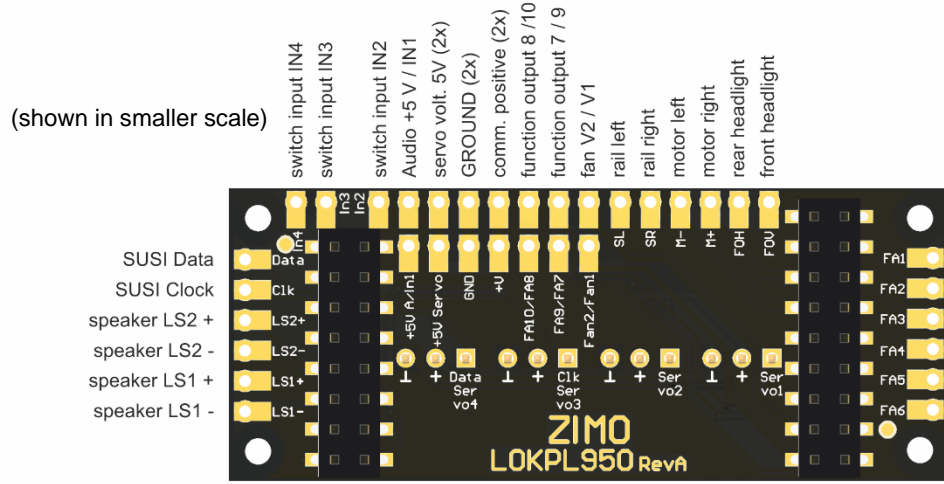 (shown in smaller scale)
switch input IN4
switch input IN3
switch input IN2
Audio +5 V / IN1
servo volt. 5V (2x)
GROUND (2x)
comm. positive (2x)
function output 8 /10
function output 7 / 9
fan V2 / V1
rail left
rail right
motor left
motor right
rear headlight
front headlight
SUSI Data
SUSI Clock
speaker LS2 +
speaker LS2 -
speaker LS1 +
speaker LS1 -
In4
In3
In2
SL
SR
M-
M+
FOH
FOV
Data
Clk
LS2+
LS2-
LS1+
LS1-
+5V A/In1
+5V Servo
GND
+V
FA10/FA8
FA9/FA7
Fan2/Fan1
FA1
FA2
FA3
FA4
FA5
FA6
⊥ + Data
Ser
vo4
⊥ + Clk
Ser
vo3
⊥ + Ser
vo2
⊥ + Ser
vo1
ZIMO
LOKPL950 RevA